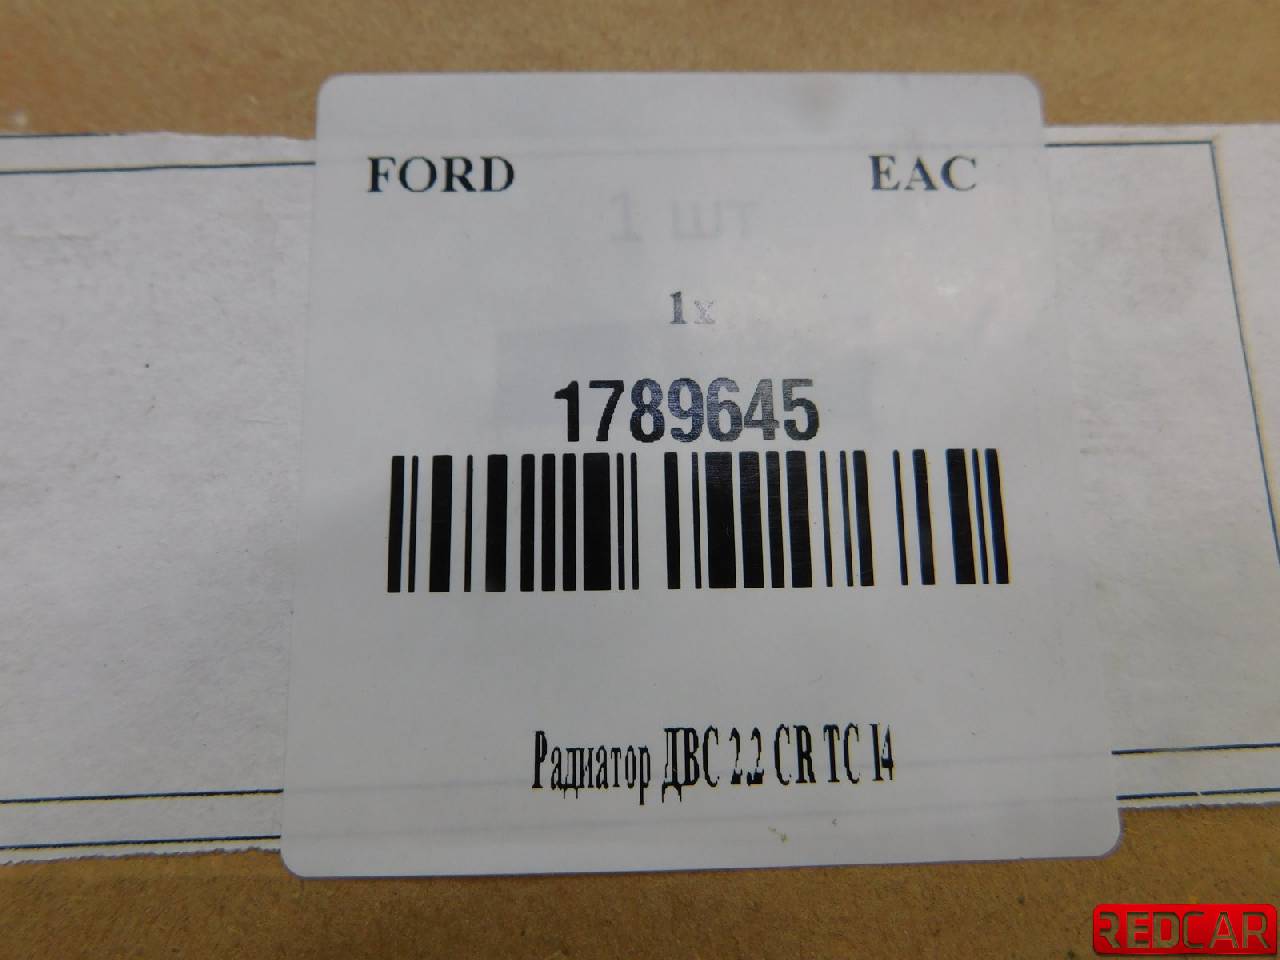 FORD EAC
1 шт
1x
1789645
Радиатор ДВС 2.2 CR TC I4
REDCAR